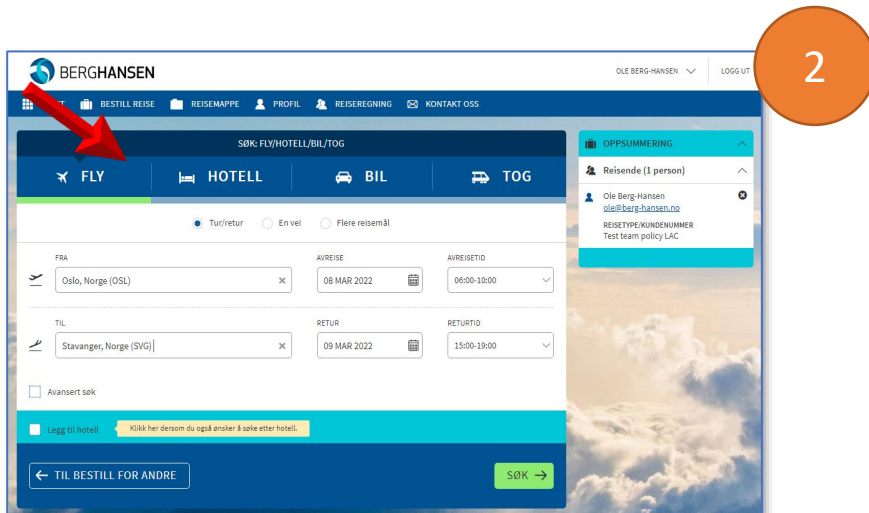 2
BERGHANSEN
OLE BERG-HANSEN
LOGG UT
BESTILL REISE
REISEMAPPE
PROFIL
REISEREGNING
KONTAKT OSS
SØK: FLY/HOTELL/BIL/TOG
FLY
HOTELL
BIL
TOG
Tur/retur
En vei
Flere reisemål
FRA
AVREISE
AVREISETID
Oslo, Norge (OSL)
08 MAR 2022
06:00-10:00
TIL
RETUR
RETURTID
Stavanger, Norge (SVG)
09 MAR 2022
15:00-19:00
Avansert søk
Legg til hotell
Klikk her dersom du også ønsker å søke etter hotell.
TIL BESTILL FOR ANDRE
SØK
OPPSUMMERING
Reisende (1 person)
Ole Berg-Hansen
ole@berg-hansen.no
REISETYPE/KUNDENUMMER
Test team policy LAC